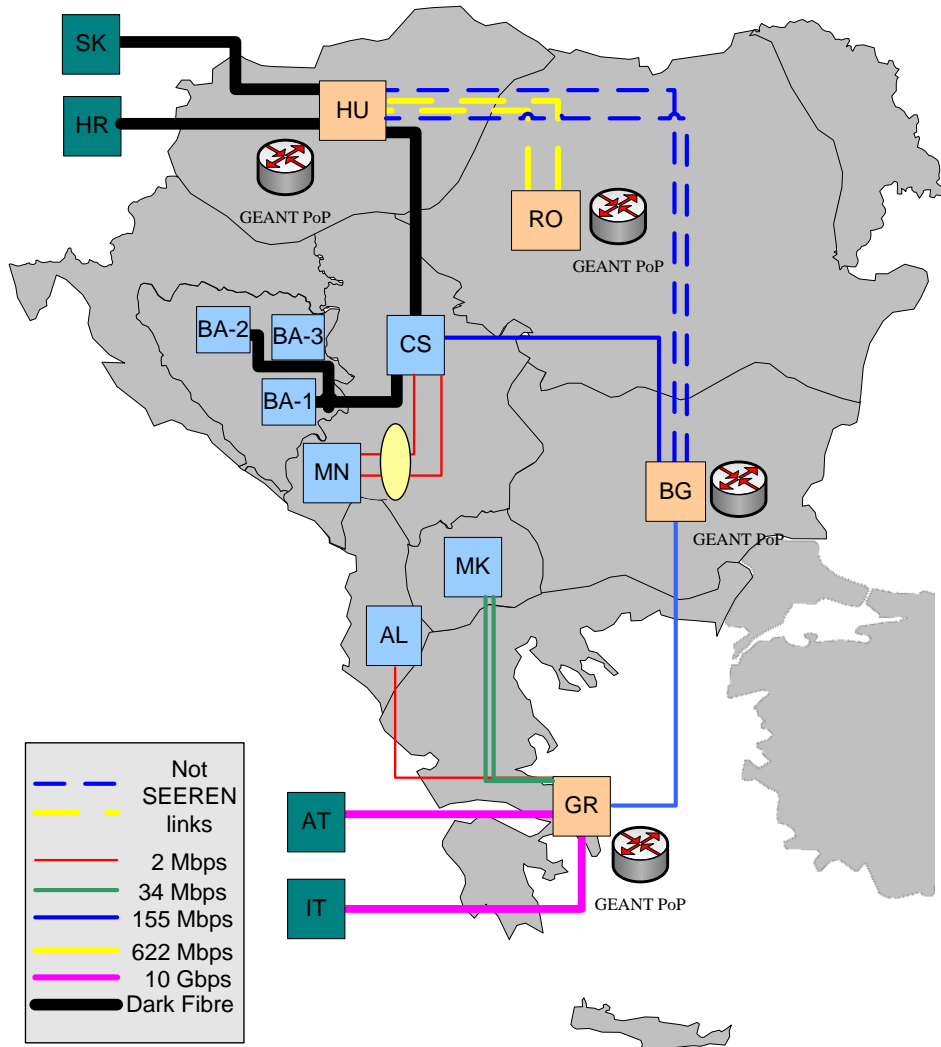 SK
HR
HU
GEANT PoP
RO
GEANT PoP
BA-2
BA-3
CS
BA-1
MN
BG
GEANT PoP
MK
AL
GR
AT
GEANT PoP
IT
Not
SEEREN
links
2 Mbps
34 Mbps
155 Mbps
622 Mbps
10 Gbps
Dark Fibre